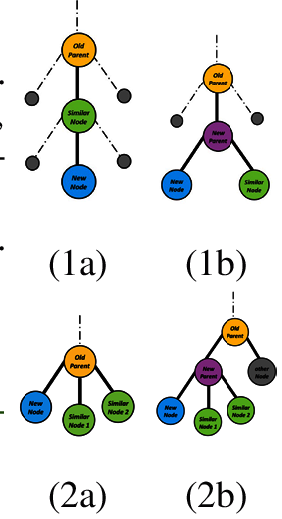 Old
Parent
Similar
Node
New
Node
(1a)
Old
Parent
New
Parent
New
Node
Similar
Node
(1b)
Old
Parent
New
Node
Similar
Node 1
Similar
Node 2
(2a)
Old
Parent
New
Parent
other
Node
New
Node
Similar
Node 1
Similar
Node 2
(2b)